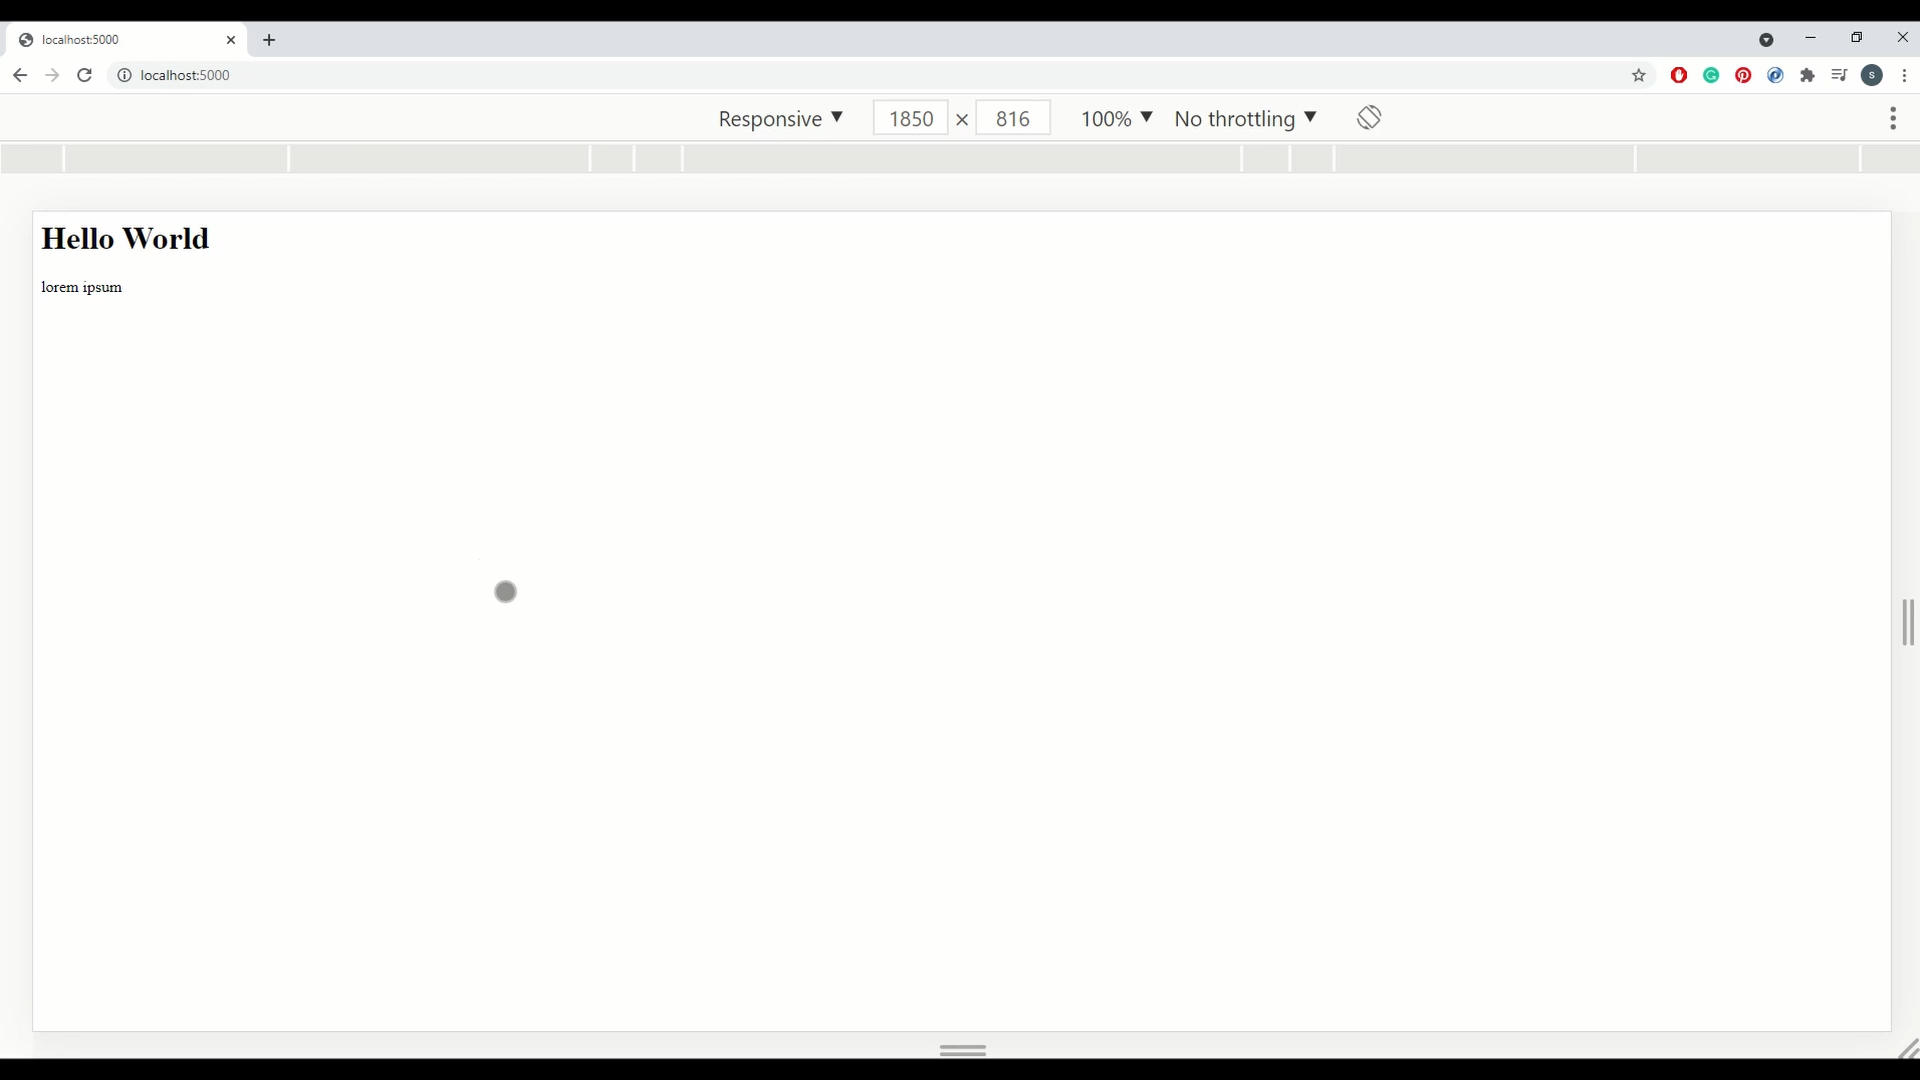 localhost:5000
localhost:5000
S
Responsive 1850 × 816 100% No throttling
Hello World
lorem ipsum